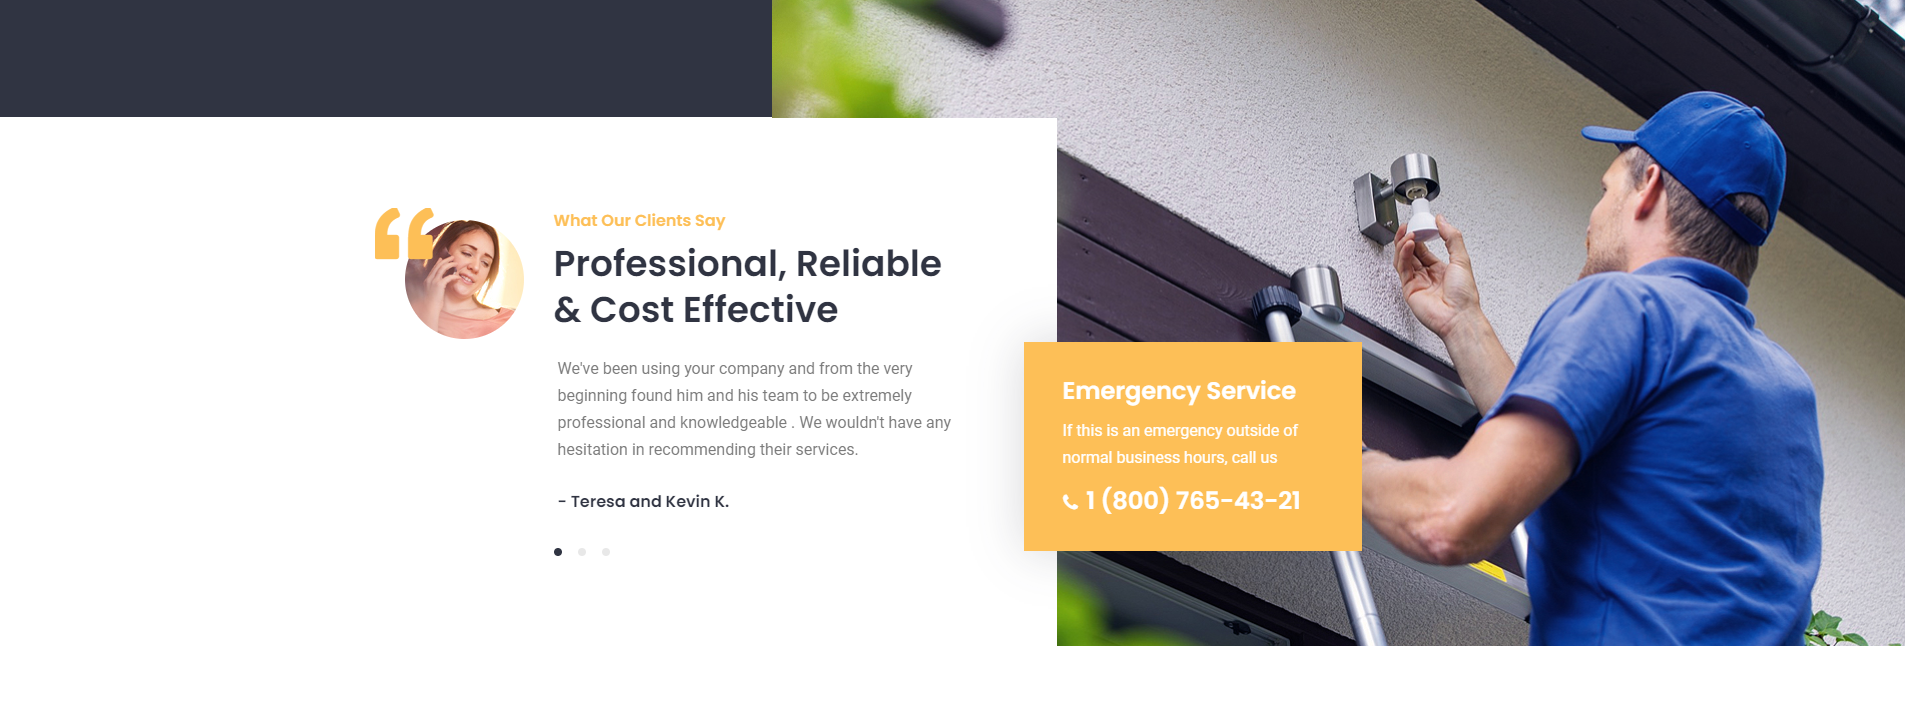 What Our Clients Say
Professional, Reliable
& Cost Effective
We've been using your company and from the very
beginning found him and his team to be extremely
professional and knowledgeable . We wouldn't have any
hesitation in recommending their services.
- Teresa and Kevin K.
Emergency Service
If this is an emergency outside of
normal business hours, call us
1 (800) 765-43-21